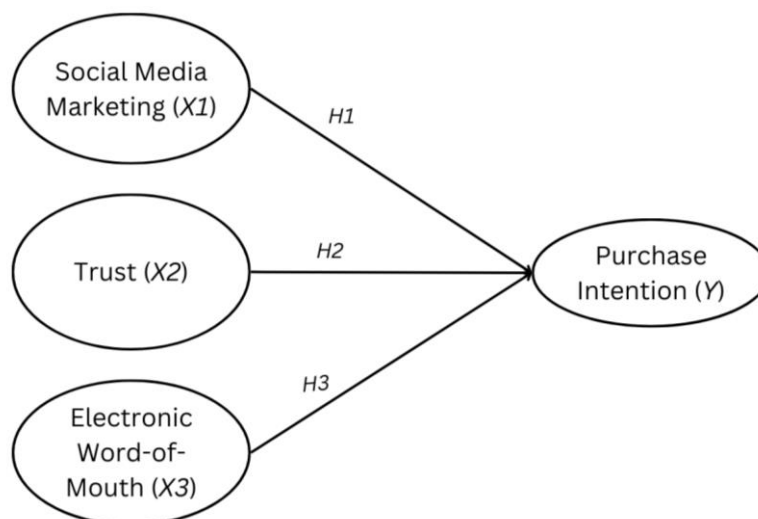 Social Media
Marketing (X1)
H1
Trust (X2)
H2
Purchase
Intention (Y)
H3
Electronic
Word-of-
Mouth (X3)